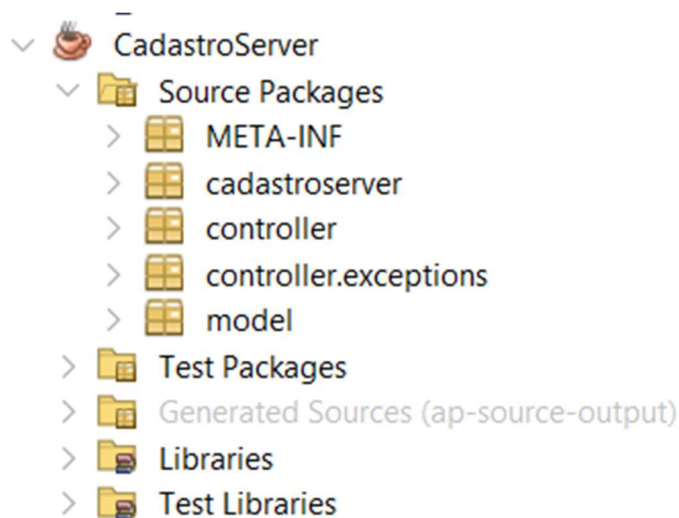 CadastroServer
Source Packages
META-INF
cadastroserver
controller
controller.exceptions
model
Test Packages
Generated Sources (ap-source-output)
Libraries
Test Libraries